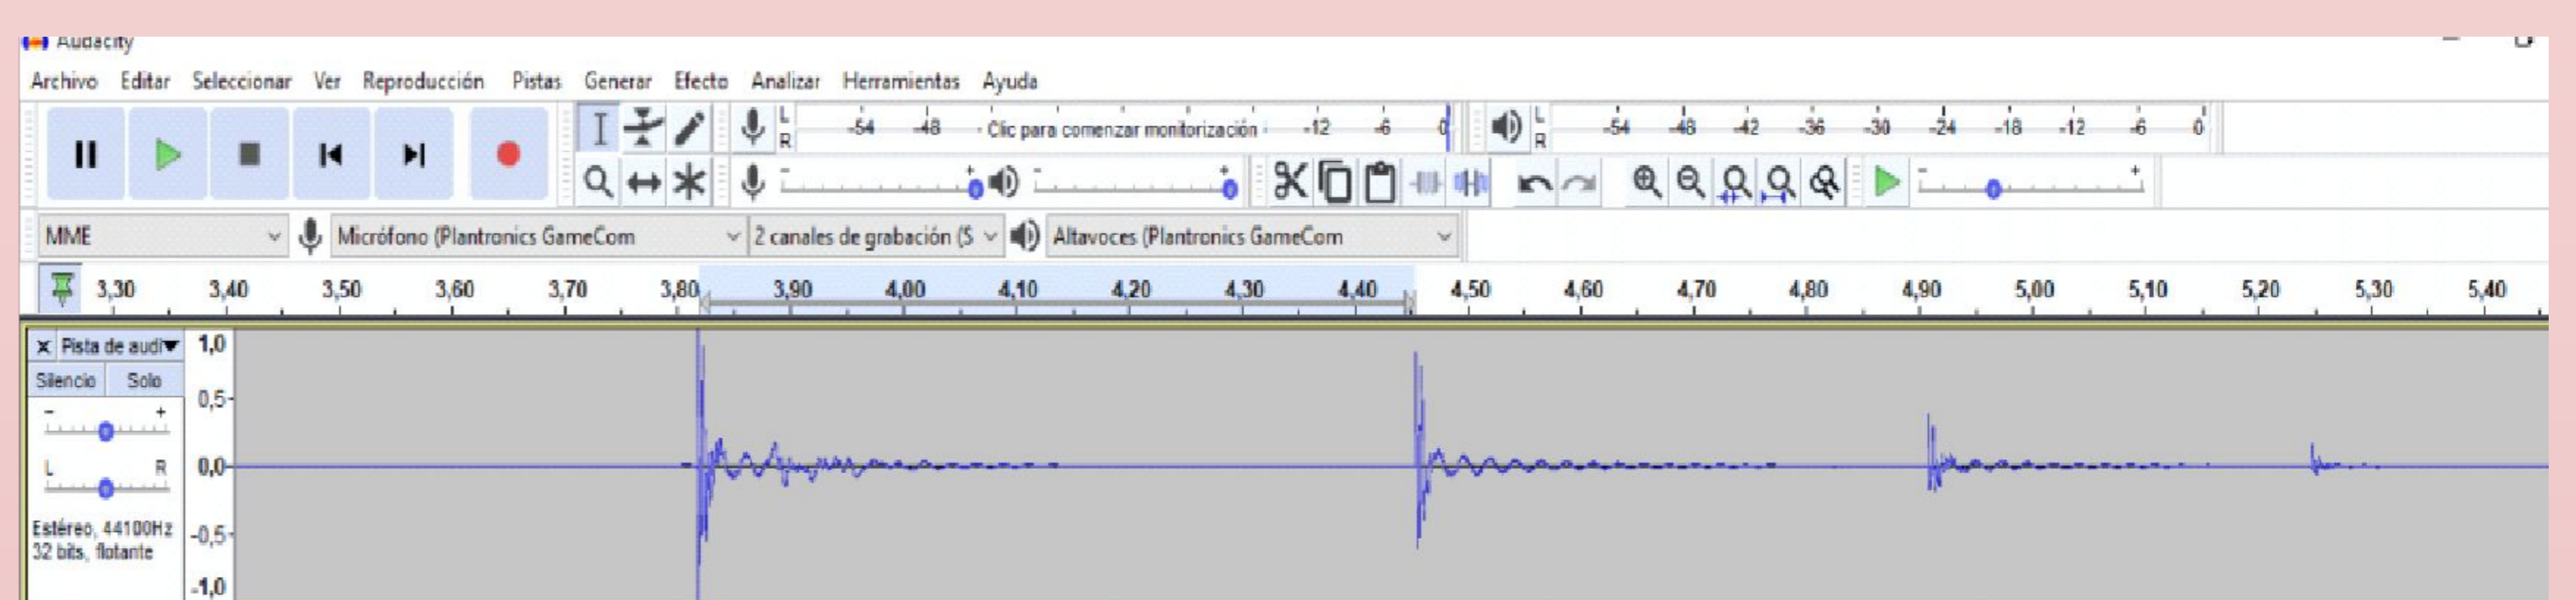 Audacity
Archivo Editar Seleccionar Ver Reproducción Pistas Generar Efecto Analizar Herramientas Ayuda
L
R
-54 -48 - Clic para comenzar monitorización -12 -6 0
L
R
-54 -48 -42 -36 -30 -24 -18 -12 -6 0
- + - + - +
MME Micrófono (Plantronics GameCom 2 canales de grabación (S Altavoces (Plantronics GameCom
3,30 3,40 3,50 3,60 3,70 3,80 3,90 4,00 4,10 4,20 4,30 4,40 4,50 4,60 4,70 4,80 4,90 5,00 5,10 5,20 5,30 5,40
x Pista de audi 1,0
Silencio Solo
0,5-
- +
L R 0,0-
Estéreo, 44100Hz
-0,5-
32 bits, flotante
-1,0